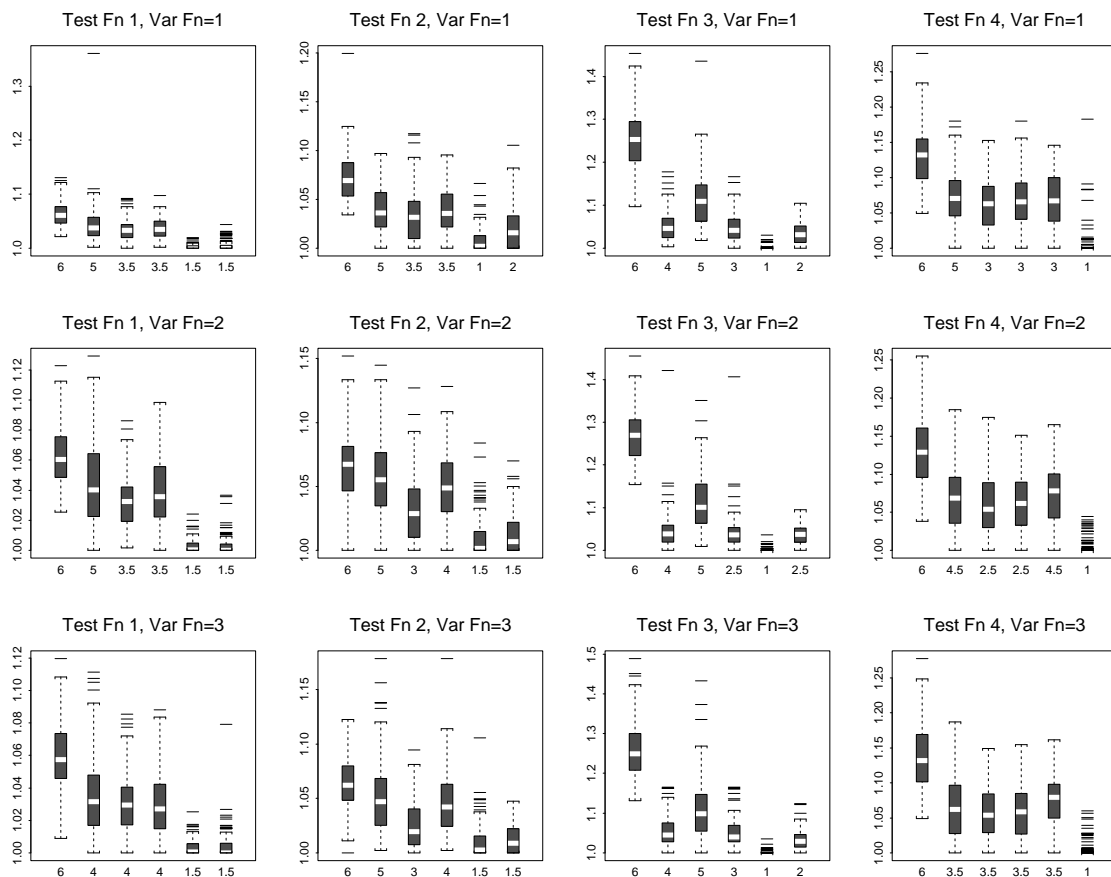 Test Fn 1, Var Fn=1
1.0 1.1 1.2 1.3
6 5 3.5 3.5 1.5 1.5
Test Fn 2, Var Fn=1
1.00 1.05 1.10 1.15 1.20
6 5 3.5 3.5 1 2
Test Fn 3, Var Fn=1
1.0 1.1 1.2 1.3 1.4
6 4 5 3 1 2
Test Fn 4, Var Fn=1
1.00 1.05 1.10 1.15 1.20 1.25
6 5 3 3 3 1
Test Fn 1, Var Fn=2
1.00 1.02 1.04 1.06 1.08 1.10 1.12
6 5 3.5 3.5 1.5 1.5
Test Fn 2, Var Fn=2
1.00 1.05 1.10 1.15
6 5 3 4 1.5 1.5
Test Fn 3, Var Fn=2
1.0 1.1 1.2 1.3 1.4
6 4 5 2.5 1 2.5
Test Fn 4, Var Fn=2
1.00 1.05 1.10 1.15 1.20 1.25
6 4.5 2.5 2.5 4.5 1
Test Fn 1, Var Fn=3
1.00 1.02 1.04 1.06 1.08 1.10 1.12
6 4 4 4 1.5 1.5
Test Fn 2, Var Fn=3
1.00 1.05 1.10 1.15
6 5 3 4 1.5 1.5
Test Fn 3, Var Fn=3
1.0 1.1 1.2 1.3 1.4 1.5
6 4 5 3 1 2
Test Fn 4, Var Fn=3
1.00 1.05 1.10 1.15 1.20 1.25
6 3.5 3.5 3.5 3.5 1